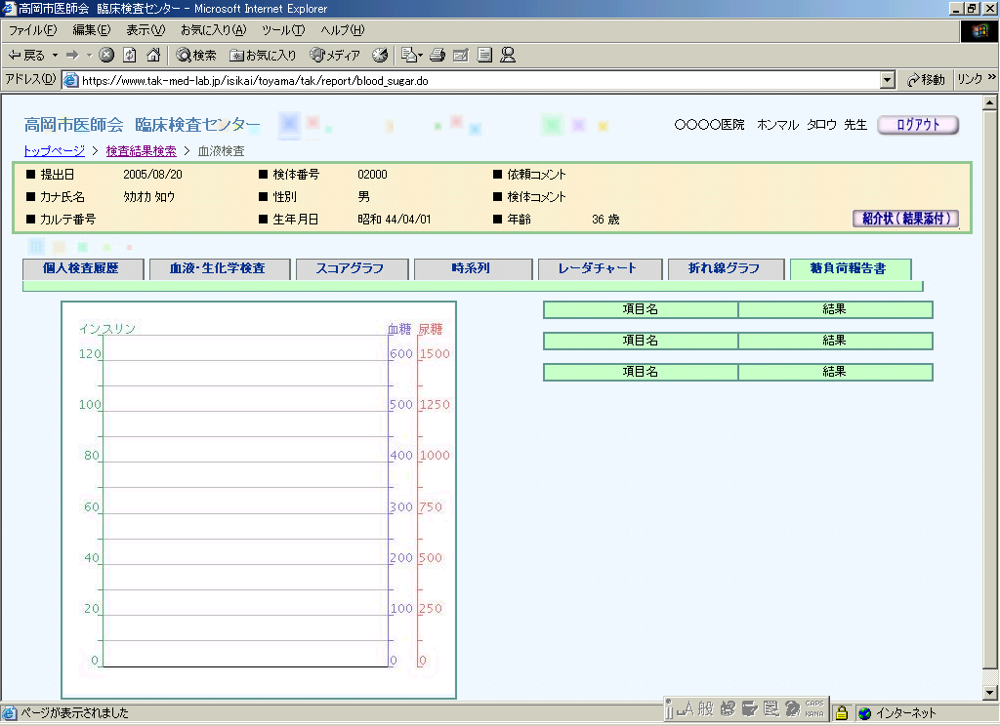 高岡市医師会 臨床検査センター - Microsoft Internet Explorer
ファイル(F) 編集(E) 表示(V) お気に入り(A) ツール(T) ヘルプ(H)
戻る 検索 お気に入り メディア
アドレス(D) https://www.tak-med-lab.jp/isikai/toyama/tak/report/blood_sugar.do 移動 リンク »
高岡市医師会 臨床検査センター 〇〇〇〇医院 ホンマル タロウ 先生 ログアウト
トップページ > 検査結果検索 > 血液検査
■ 提出日 2005/08/20 ■ 検体番号 02000 ■ 依頼コメント
■ カナ氏名 ﾀｶｵｶ ﾀﾛｳ ■ 性別 男 ■ 検体コメント
■ カルテ番号 ■ 生年月日 昭和 44/04/01 ■ 年齢 36 歳 紹介状(結果添付)
個人検査履歴 血液・生化学検査 スコアグラフ 時系列 レーダチャート 折れ線グラフ 糖負荷報告書
インスリン 血糖 尿糖
120 600 1500
100 500 1250
80 400 1000
60 300 750
40 200 500
20 100 250
0 0 0
項目名 結果
項目名 結果
項目名 結果
ページが表示されました A 般 CAPS KANA インターネット